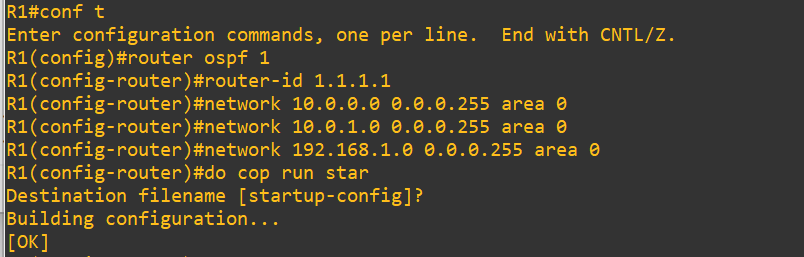 R1#conf t
Enter configuration commands, one per line.  End with CNTL/Z.
R1(config)#router ospf 1
R1(config-router)#router-id 1.1.1.1
R1(config-router)#network 10.0.0.0 0.0.0.255 area 0
R1(config-router)#network 10.0.1.0 0.0.0.255 area 0
R1(config-router)#network 192.168.1.0 0.0.0.255 area 0
R1(config-router)#do cop run star
Destination filename [startup-config]?
Building configuration...
[OK]